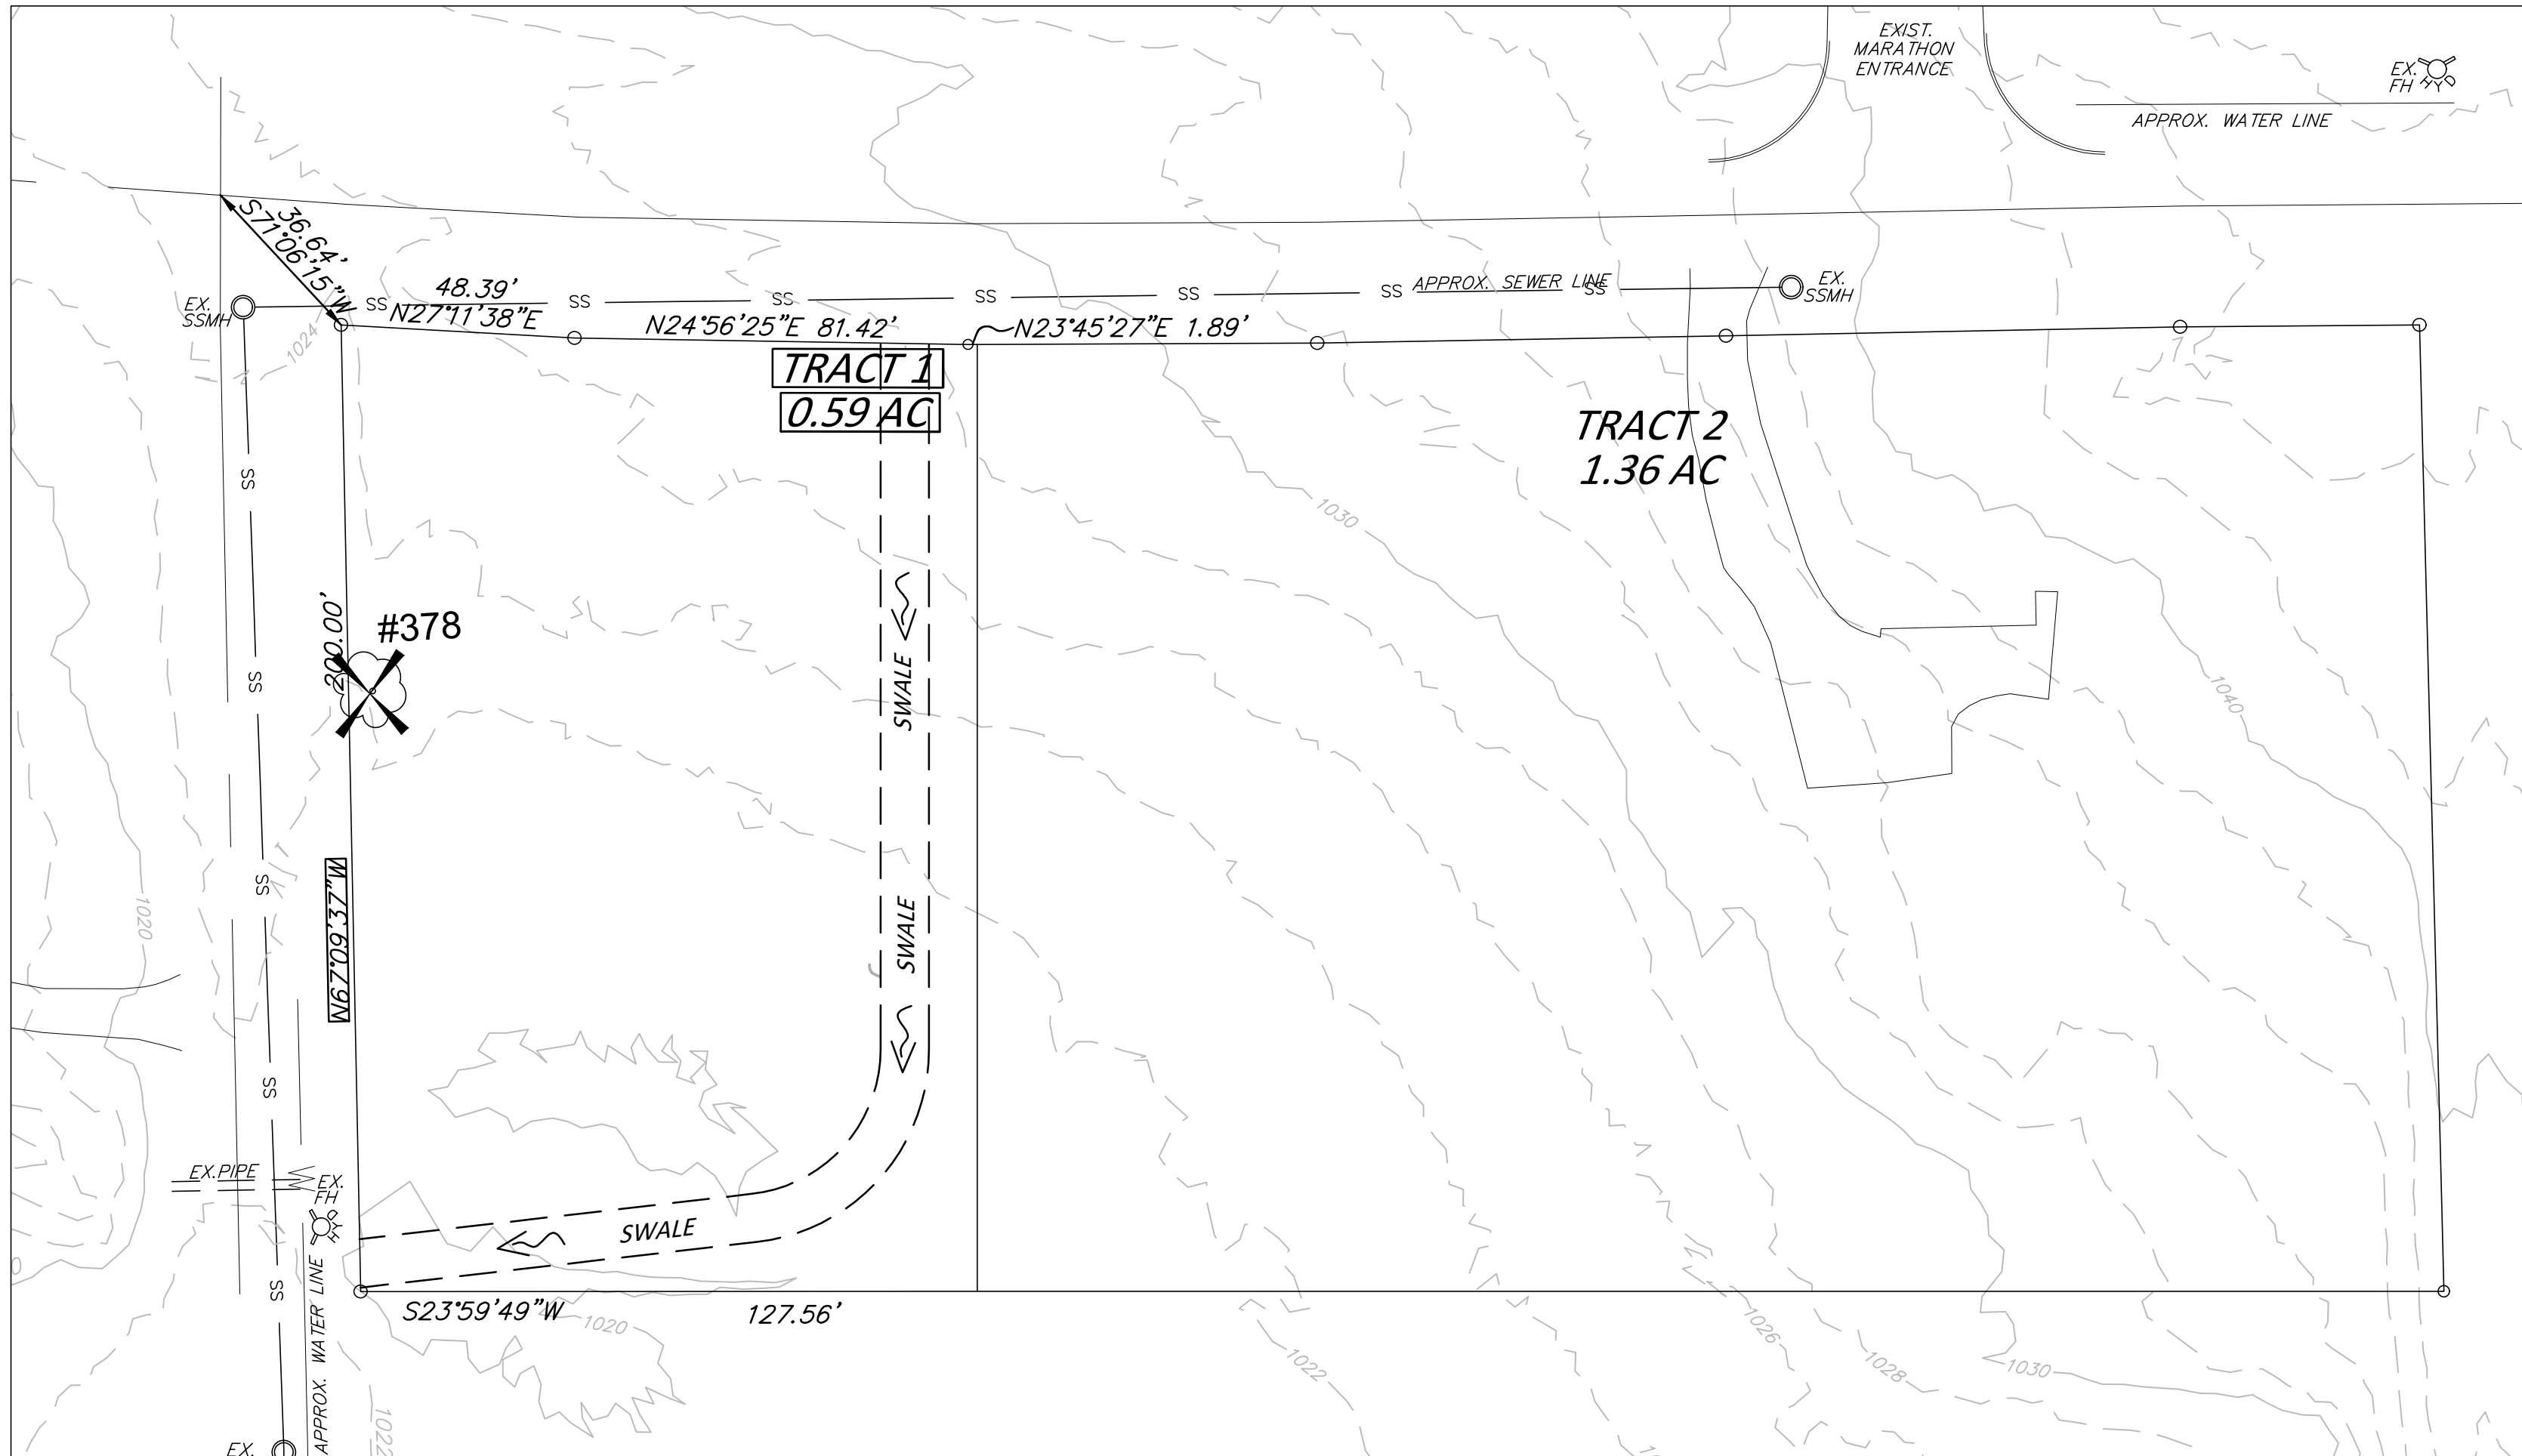 EXIST.
MARATHON
ENTRANCE
EX.
FH
HYD
APPROX. WATER LINE
36.64'
S71°06'15"W
EX.
SSMH
SS
48.39'
N27°11'38"E
SS
SS
SS
SS
SS
APPROX. SEWER LINE
SS
EX.
SSMH
N24°56'25"E 81.42'
N23°45'27"E 1.89'
1024
TRACT 1
0.59 AC
TRACT 2
1.36 AC
SS
1030
200.00'
#378
SS
SWALE
1040
N67°09'37"W
SS
1020
SWALE
SS
EX.PIPE
EX.
FH
HYD
SWALE
SS
APPROX. WATER LINE
S23°59'49"W
127.56'
1020
1022
1026
1028
1030
1022
EX.